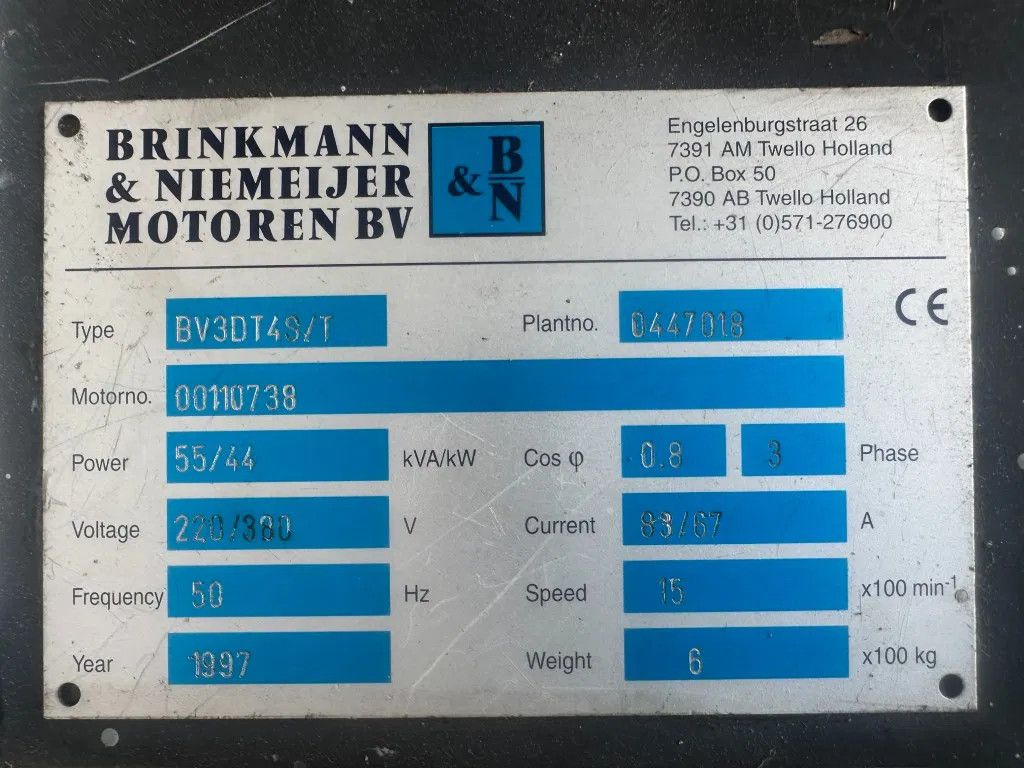 BRINKMANN
& NIEMEIJER
MOTOREN BV
& B N
Engelenburgstraat 26
7391 AM Twello Holland
P.O. Box 50
7390 AB Twello Holland
Tel.: +31 (0)571-276900
CE
Type BV3DT4S/T Plantno. 0447018
Motorno. 00110738
Power 55/44 kVA/kW Cos φ 0.8 3 Phase
Voltage 220/380 V Current 83/67 A
Frequency 50 Hz Speed 15 x100 min⁻¹
Year 1997 Weight 6 x100 kg